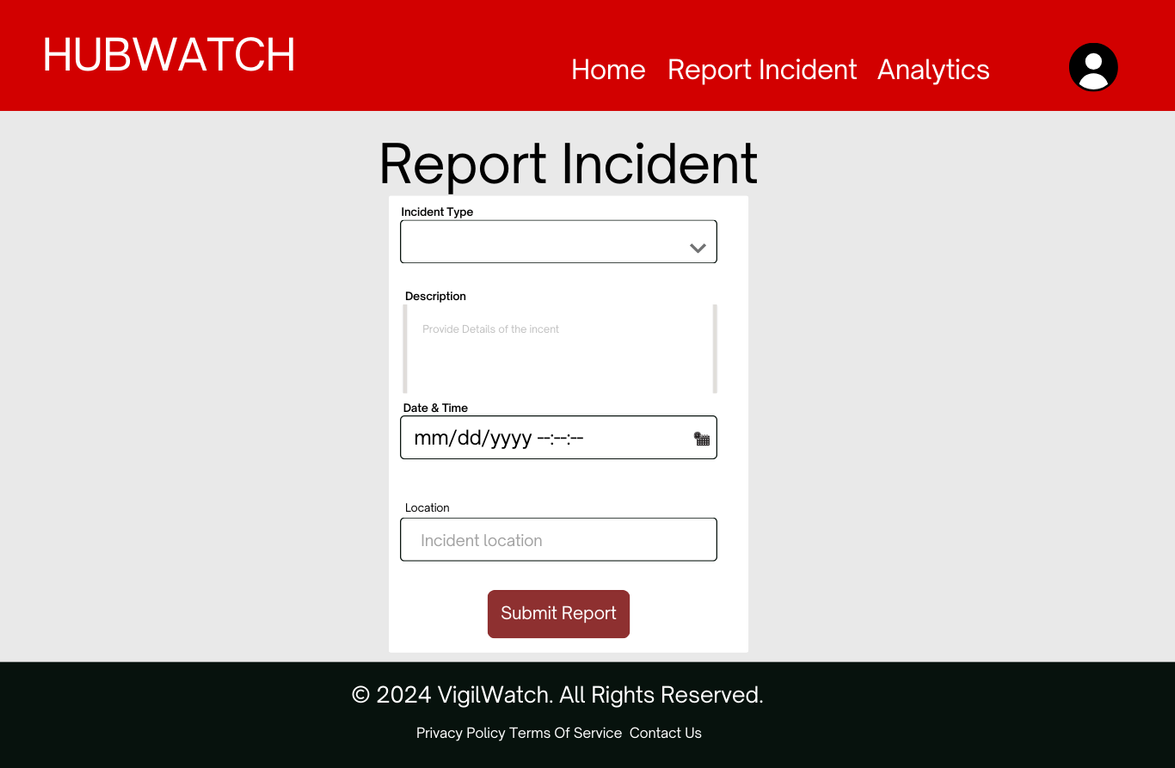 HUBWATCH
Home Report Incident Analytics
Report Incident
Incident Type
Description
Provide Details of the incent
Date & Time
mm/dd/yyyy --:--:--
Location
Incident location
Submit Report
© 2024 VigilWatch. All Rights Reserved.
Privacy Policy Terms Of Service Contact Us